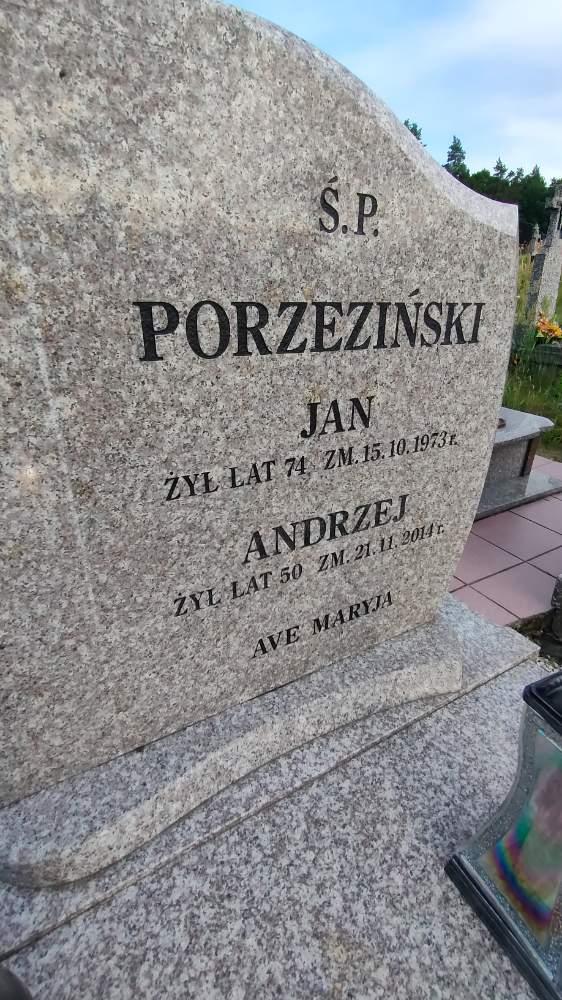 Ś.P.
PORZEZIŃSKI
JAN
ŻYŁ LAT 74 ZM.15.10.1973 r.
ANDRZEJ
ŻYŁ LAT 50 ZM.21.11.2014 r.
AVE MARYJA